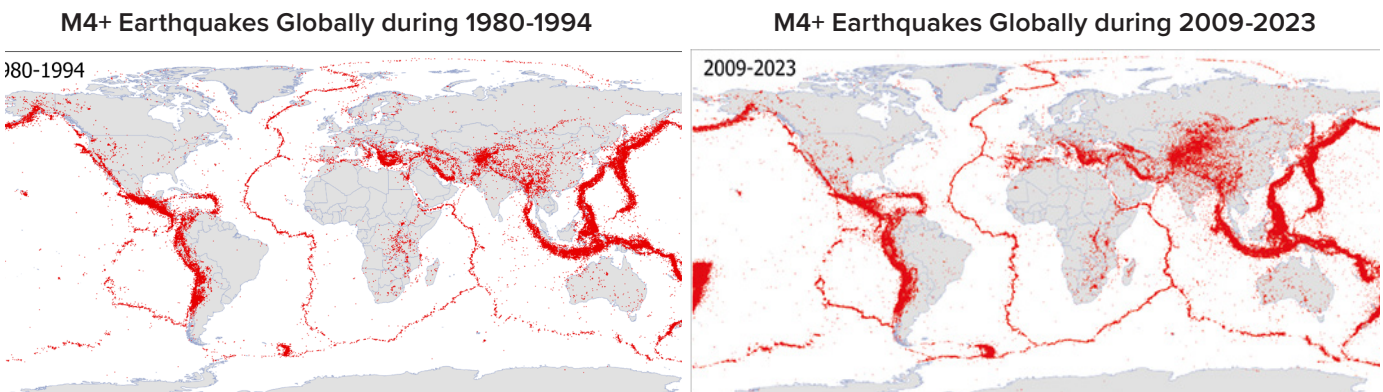 M4+ Earthquakes Globally during 1980-1994
M4+ Earthquakes Globally during 2009-2023
980-1994
2009-2023